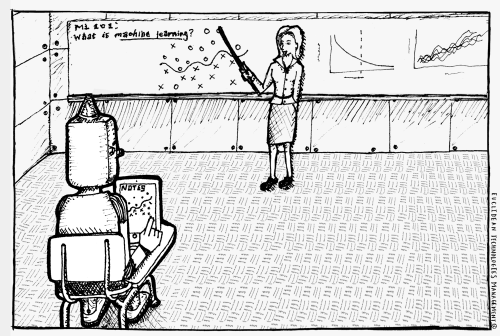 ML 101:
What is machine learning?
NOTES
EUCLIDEAN TECHNOLOGIES MANAGEMENT